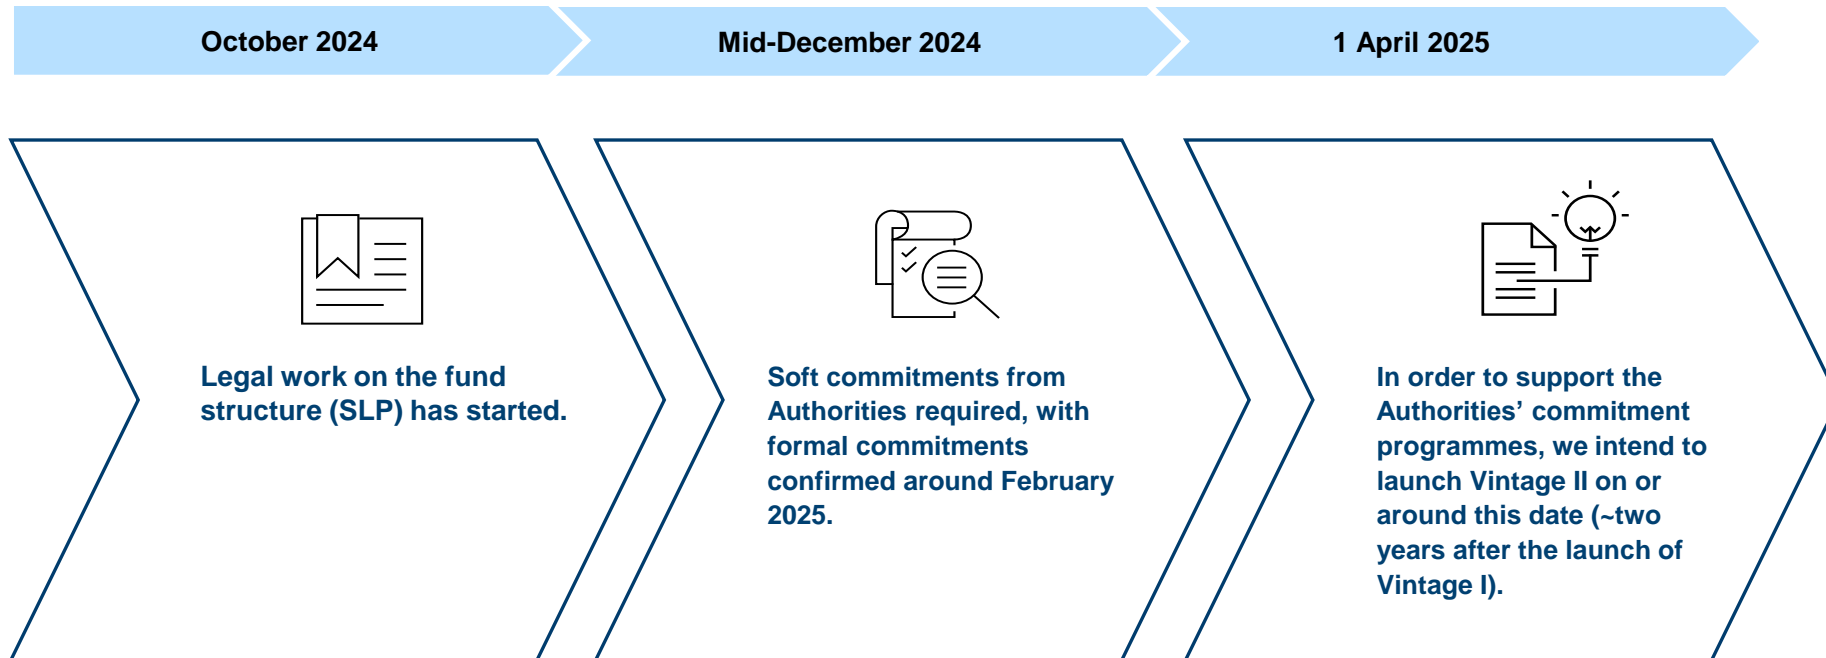 October 2024
Mid-December 2024
1 April 2025
Legal work on the fund
structure (SLP) has started.
Soft commitments from
Authorities required, with
formal commitments
confirmed around February
2025.
In order to support the
Authorities’ commitment
programmes, we intend to
launch Vintage II on or
around this date (~two
years after the launch of
Vintage I).